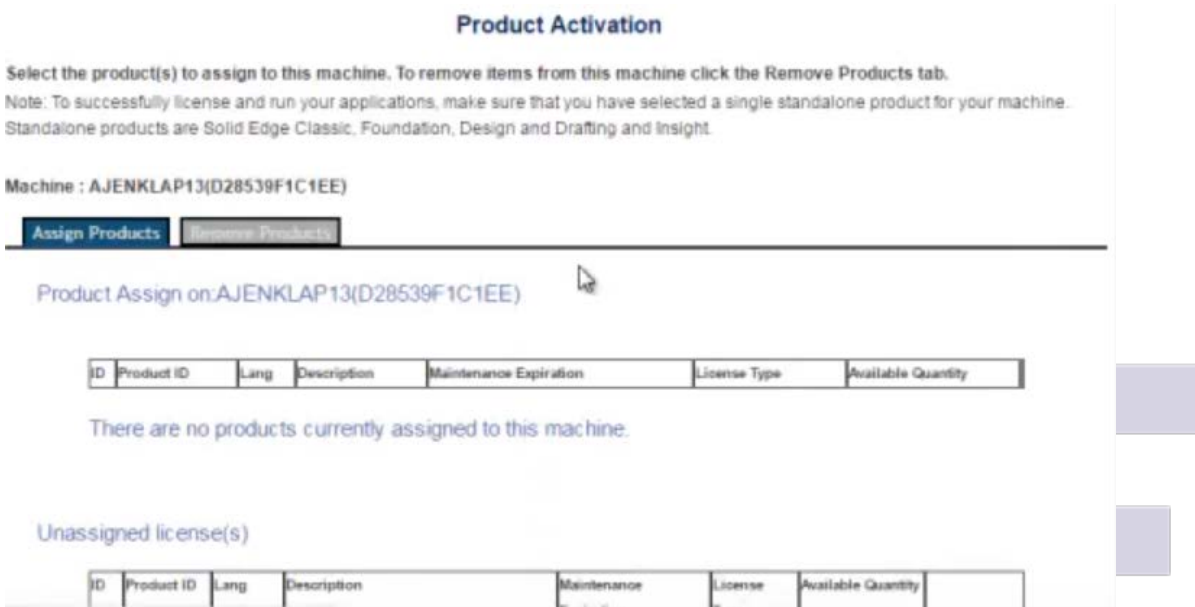 Product Activation
Select the product(s) to assign to this machine. To remove items from this machine click the Remove Products tab.
Note: To successfully license and run your applications, make sure that you have selected a single standalone product for your machine.
Standalone products are Solid Edge Classic, Foundation, Design and Drafting and Insight.
Machine : AJENKLAP13(D28539F1C1EE)
Assign Products Remove Products
Product Assign on:AJENKLAP13(D28539F1C1EE)
ID Product ID Lang Description Maintenance Expiration License Type Available Quantity
There are no products currently assigned to this machine.
Unassigned license(s)
ID Product ID Lang Description Maintenance License Available Quantity